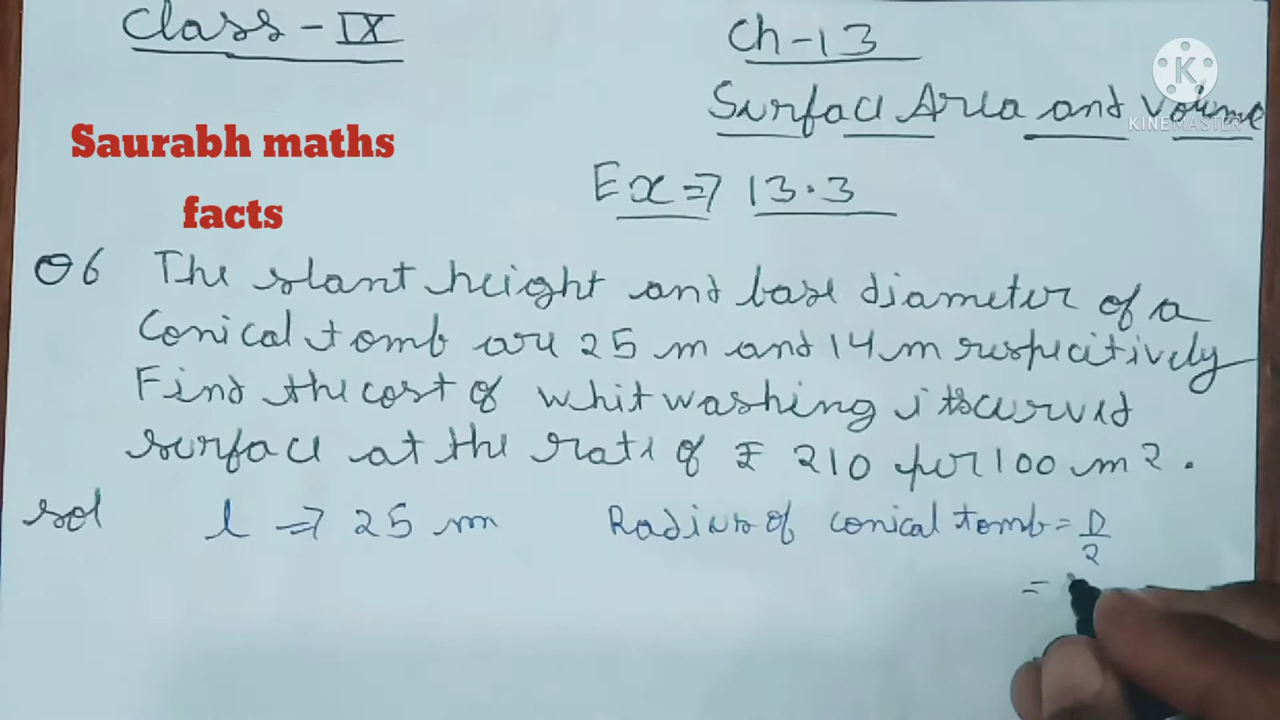 Class - IX
Ch-13
K
Surface Area and Volume
KINEMASTER
Saurabh maths
facts
Ex ⇒ 13.3
Q6 The slant height and base diameter of a
Conical tomb are 25 m and 14 m respecitively
Find the cost of whitwashing its curved
surface at the rate of ₹ 210 per 100 m2.
sol l ⇒ 25 m Radius of conical tomb = D/2
=